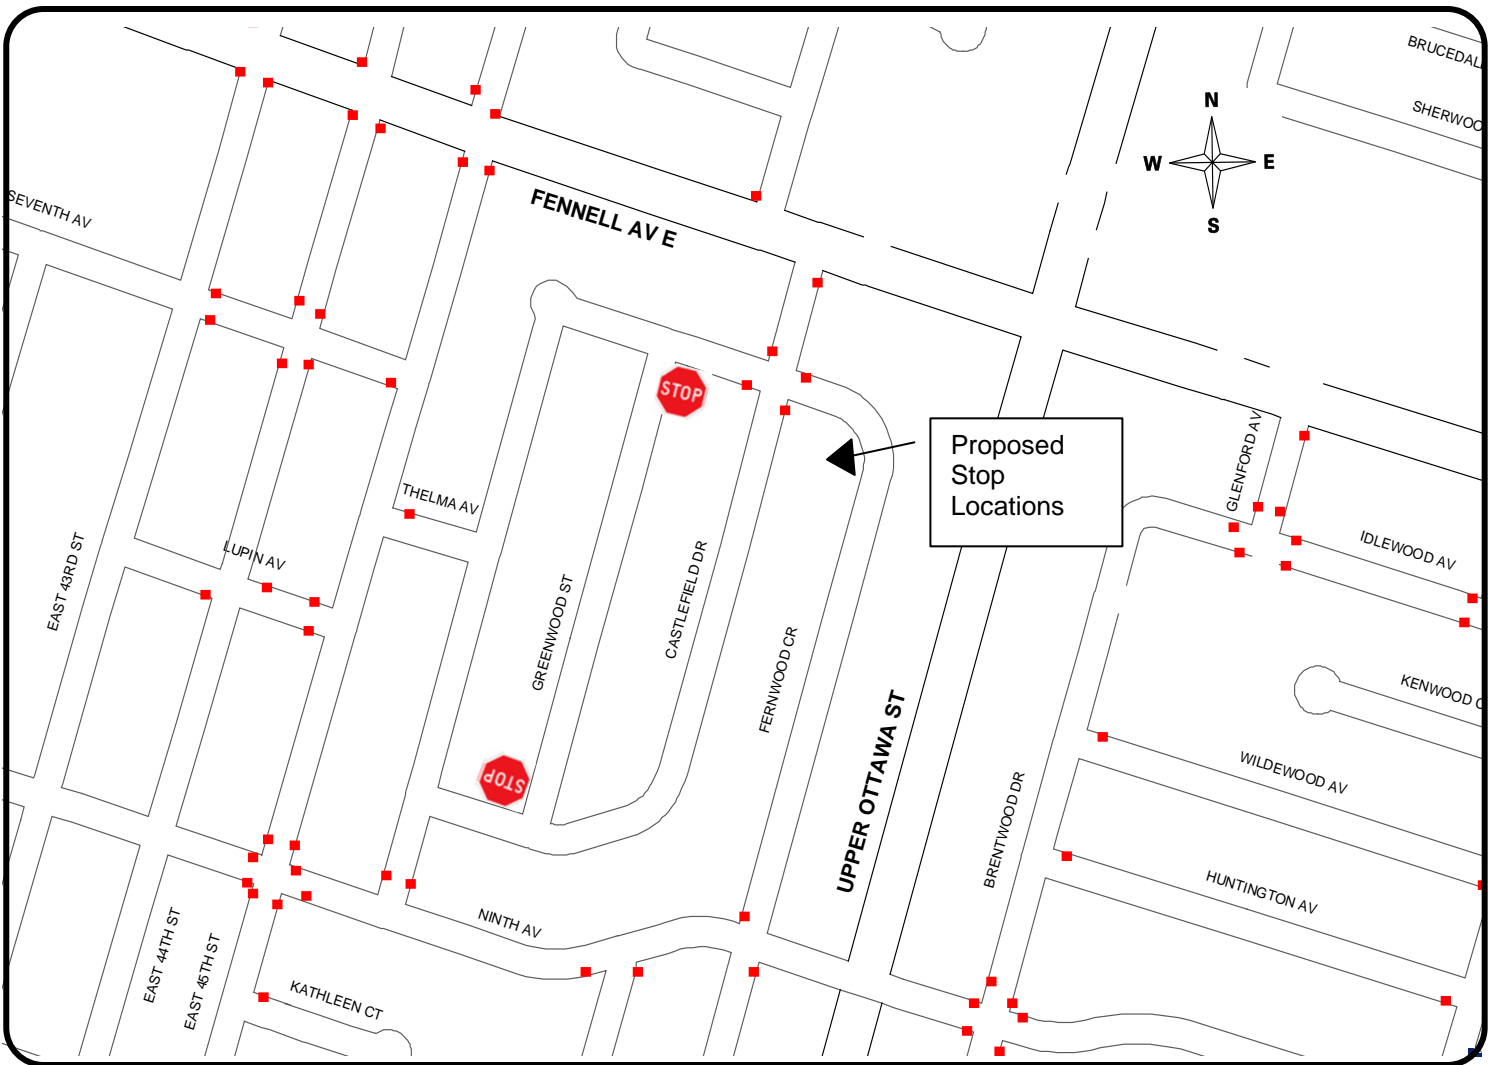 BRUCEDAL
SHERWOO
N
W
E
S
SEVENTH AV
FENNELL AV E
STOP
Proposed
Stop
Locations
GLENFORD AV
THELMA AV
LUPIN AV
IDLEWOOD AV
EAST 43RD ST
GREENWOOD ST
CASTLEFIELD DR
FERNWOOD CR
KENWOOD C
UPPER OTTAWA ST
STOP
WILDEWOOD AV
BRENTWOOD DR
HUNTINGTON AV
NINTH AV
EAST 44TH ST
EAST 45TH ST
KATHLEEN CT